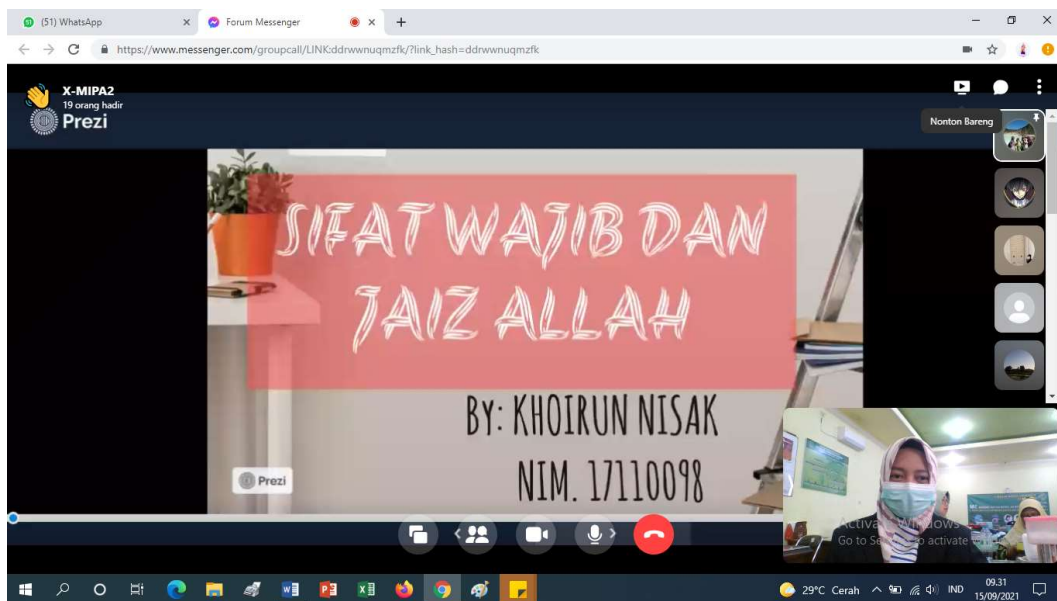 (51) WhatsApp
Forum Messenger
https://www.messenger.com/groupcall/LINK:ddrwwnuqmzfk/?link_hash=ddrwwnuqmzfk
X-MIPA2
19 orang hadir
Prezi
Nonton Bareng
SIFAT WAJIB DAN
JAIZ ALLAH
BY: KHOIRUN NISAK
NIM. 17110098
Prezi
Activate Windows
Go to to activate
29°C Cerah
IND
09.31
15/09/2021